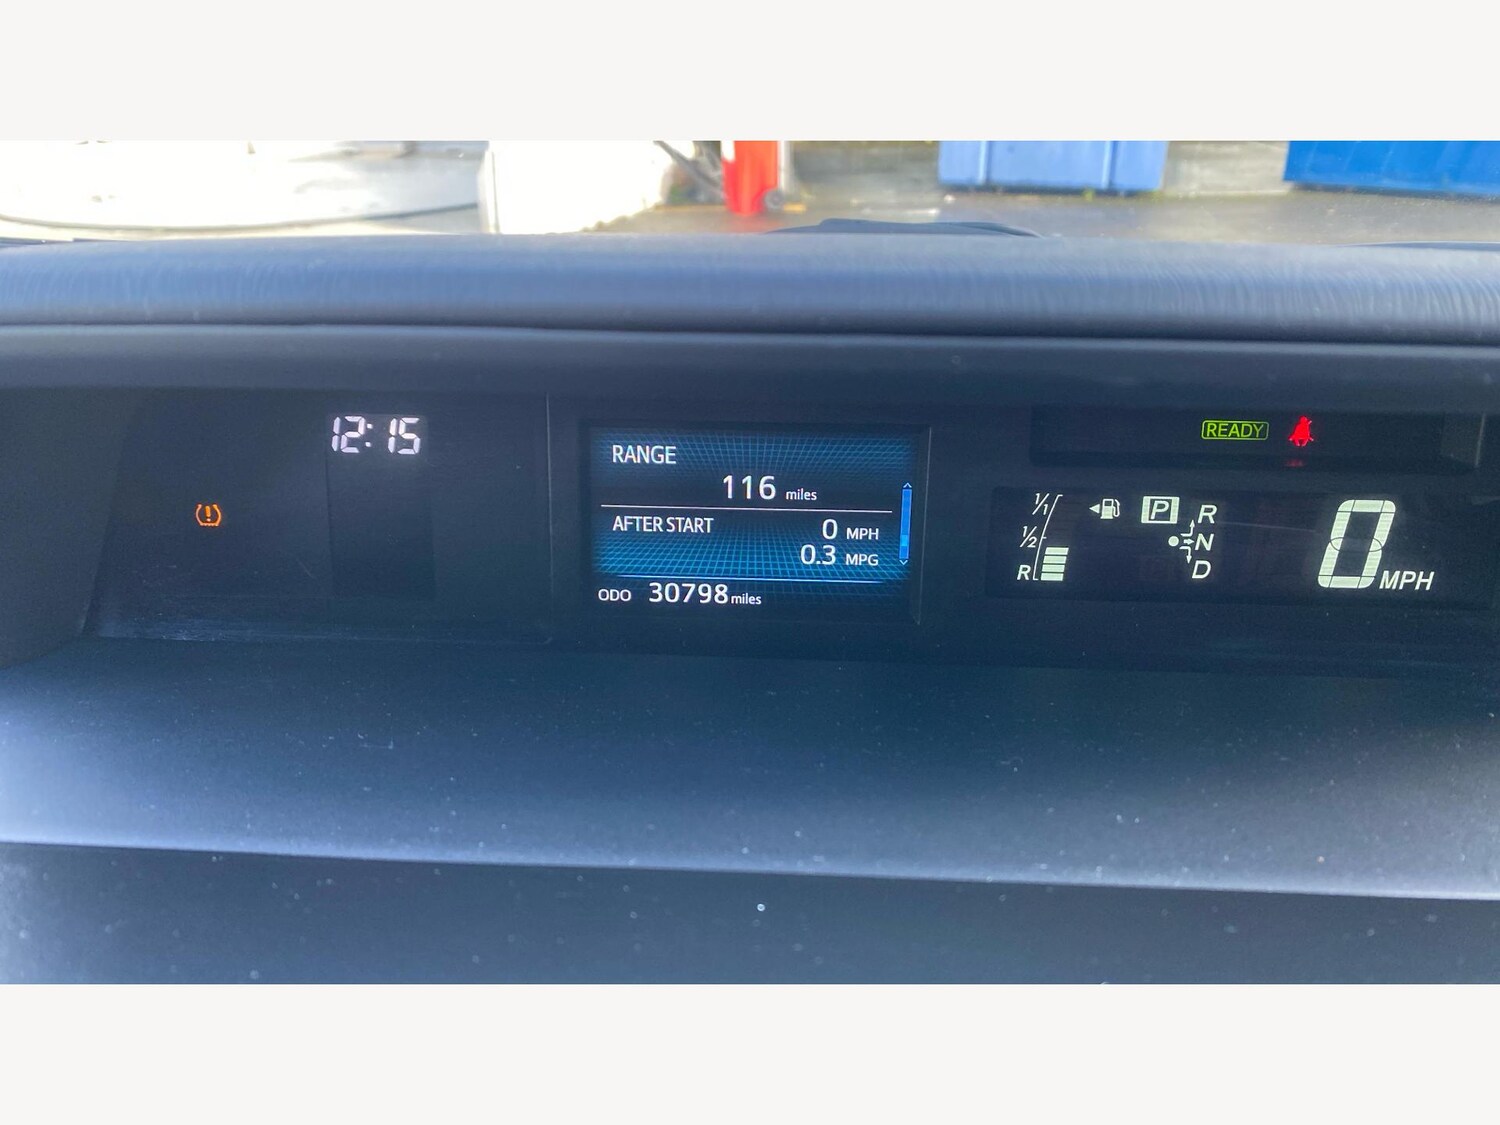 12:15
RANGE
116 miles
AFTER START
0 MPH
0.3 MPG
ODO 30798 miles
READY
1/1
1/2
R
P
R
N
D
0 MPH